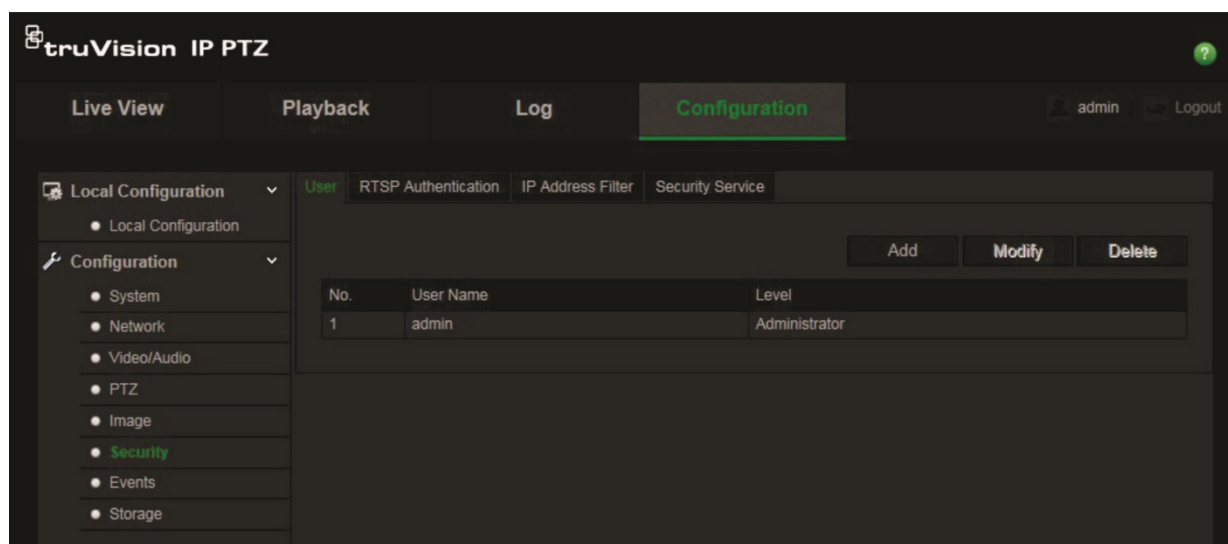 truVision IP PTZ
?
Live View Playback Log Configuration admin Logout
Local Configuration
Local Configuration
Configuration
System
Network
Video/Audio
PTZ
Image
Security
Events
Storage
User RTSP Authentication IP Address Filter Security Service
Add Modify Delete
No. User Name Level
1 admin Administrator